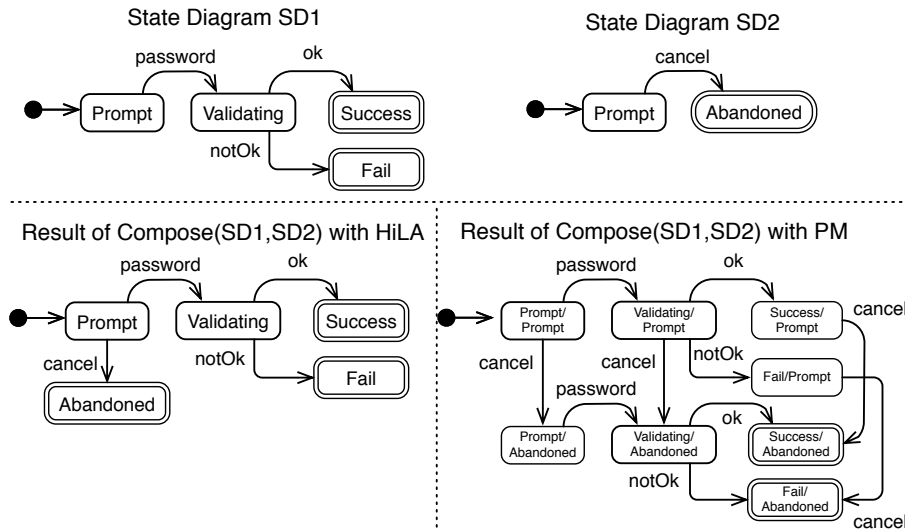 State Diagram SD1
State Diagram SD2
password
ok
cancel
Prompt
Validating
Success
Prompt
Abandoned
notOk
Fail
Result of Compose(SD1,SD2) with HiLA
Result of Compose(SD1,SD2) with PM
password
ok
Prompt
Validating
Success
cancel
notOk
Fail
Abandoned
password
ok
Prompt/
Prompt
Validating/
Prompt
Success/
Prompt
cancel
cancel
cancel
notOk
Fail/Prompt
password
ok
Prompt/
Abandoned
Validating/
Abandoned
Success/
Abandoned
notOk
Fail/
Abandoned
cancel